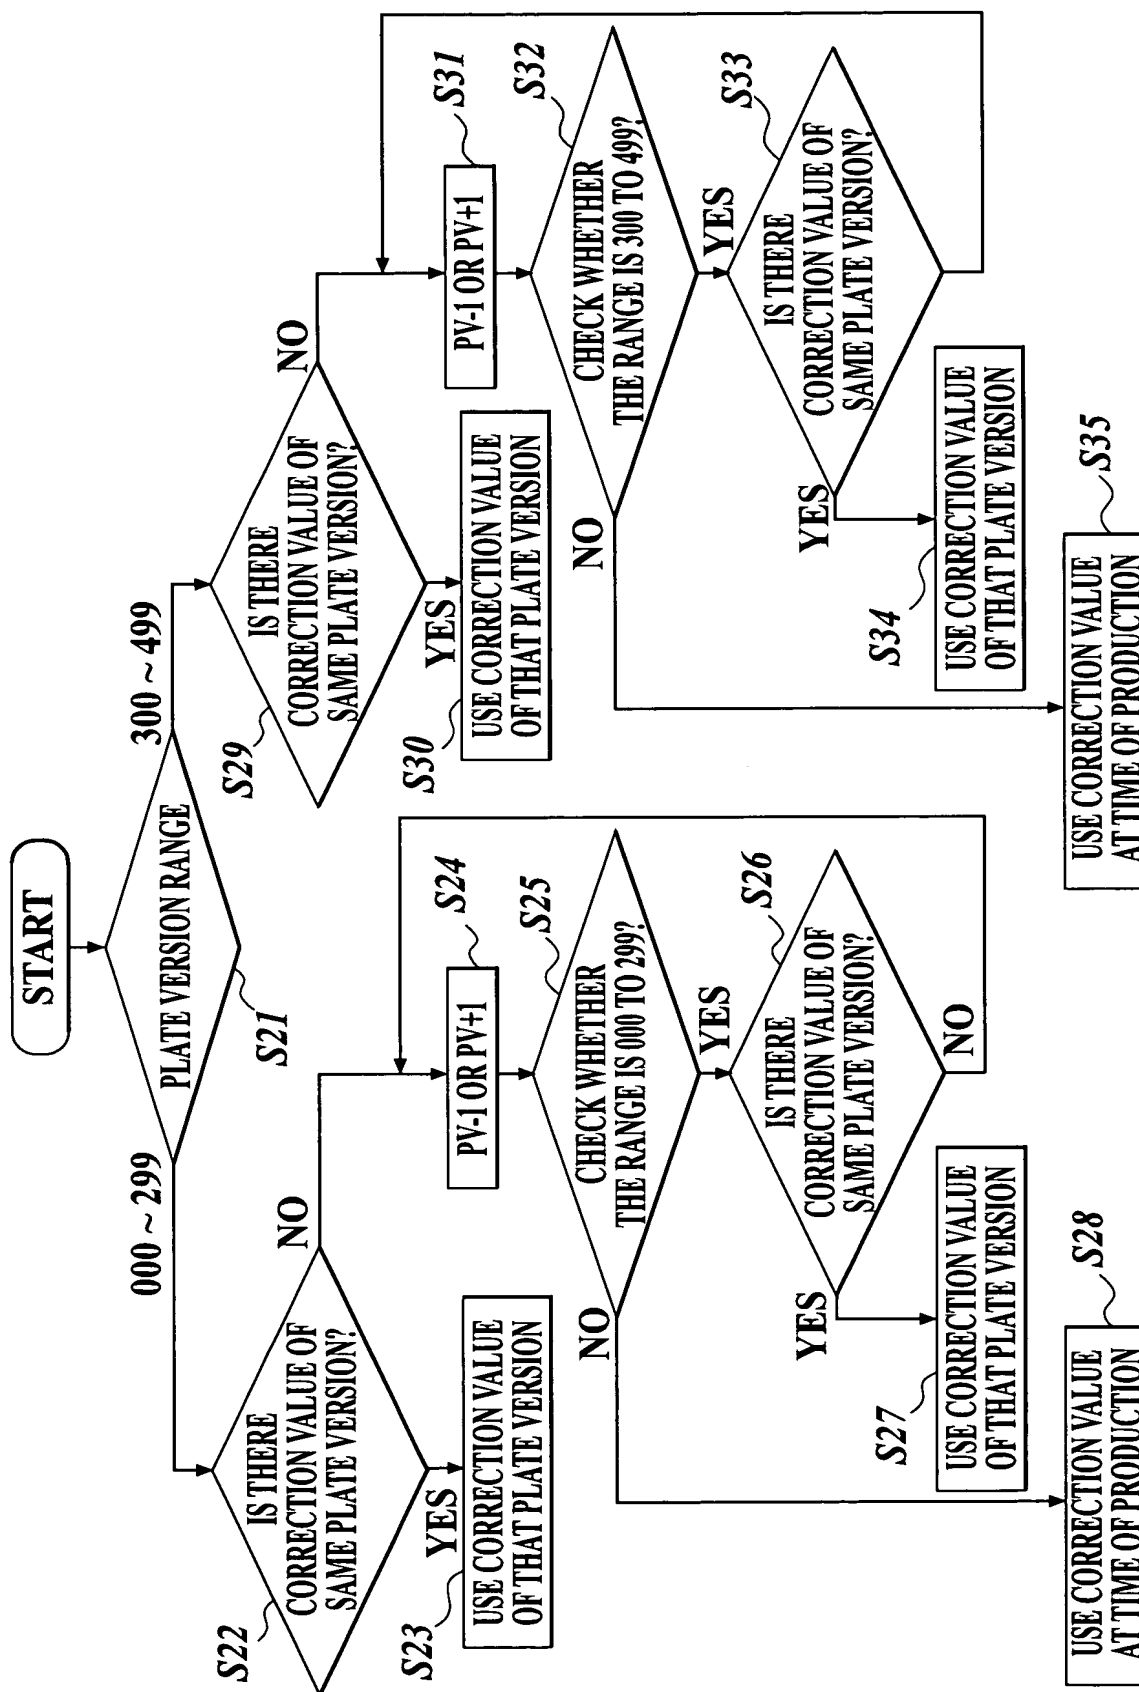 START
PLATE VERSION RANGE
S21
000 ~ 299
300 ~ 499
IS THERE
CORRECTION VALUE OF
SAME PLATE VERSION?
S22
NO
YES
USE CORRECTION VALUE
OF THAT PLATE VERSION
S23
PV-1 OR PV+1
S24
CHECK WHETHER
THE RANGE IS 000 TO 299?
S25
NO
YES
IS THERE
CORRECTION VALUE OF
SAME PLATE VERSION?
S26
YES
NO
USE CORRECTION VALUE
OF THAT PLATE VERSION
S27
USE CORRECTION VALUE
AT TIME OF PRODUCTION
S28
IS THERE
CORRECTION VALUE OF
SAME PLATE VERSION?
S29
NO
YES
USE CORRECTION VALUE
OF THAT PLATE VERSION
S30
PV-1 OR PV+1
S31
CHECK WHETHER
THE RANGE IS 300 TO 499?
S32
NO
YES
IS THERE
CORRECTION VALUE OF
SAME PLATE VERSION?
S33
YES
USE CORRECTION VALUE
OF THAT PLATE VERSION
S34
USE CORRECTION VALUE
AT TIME OF PRODUCTION
S35